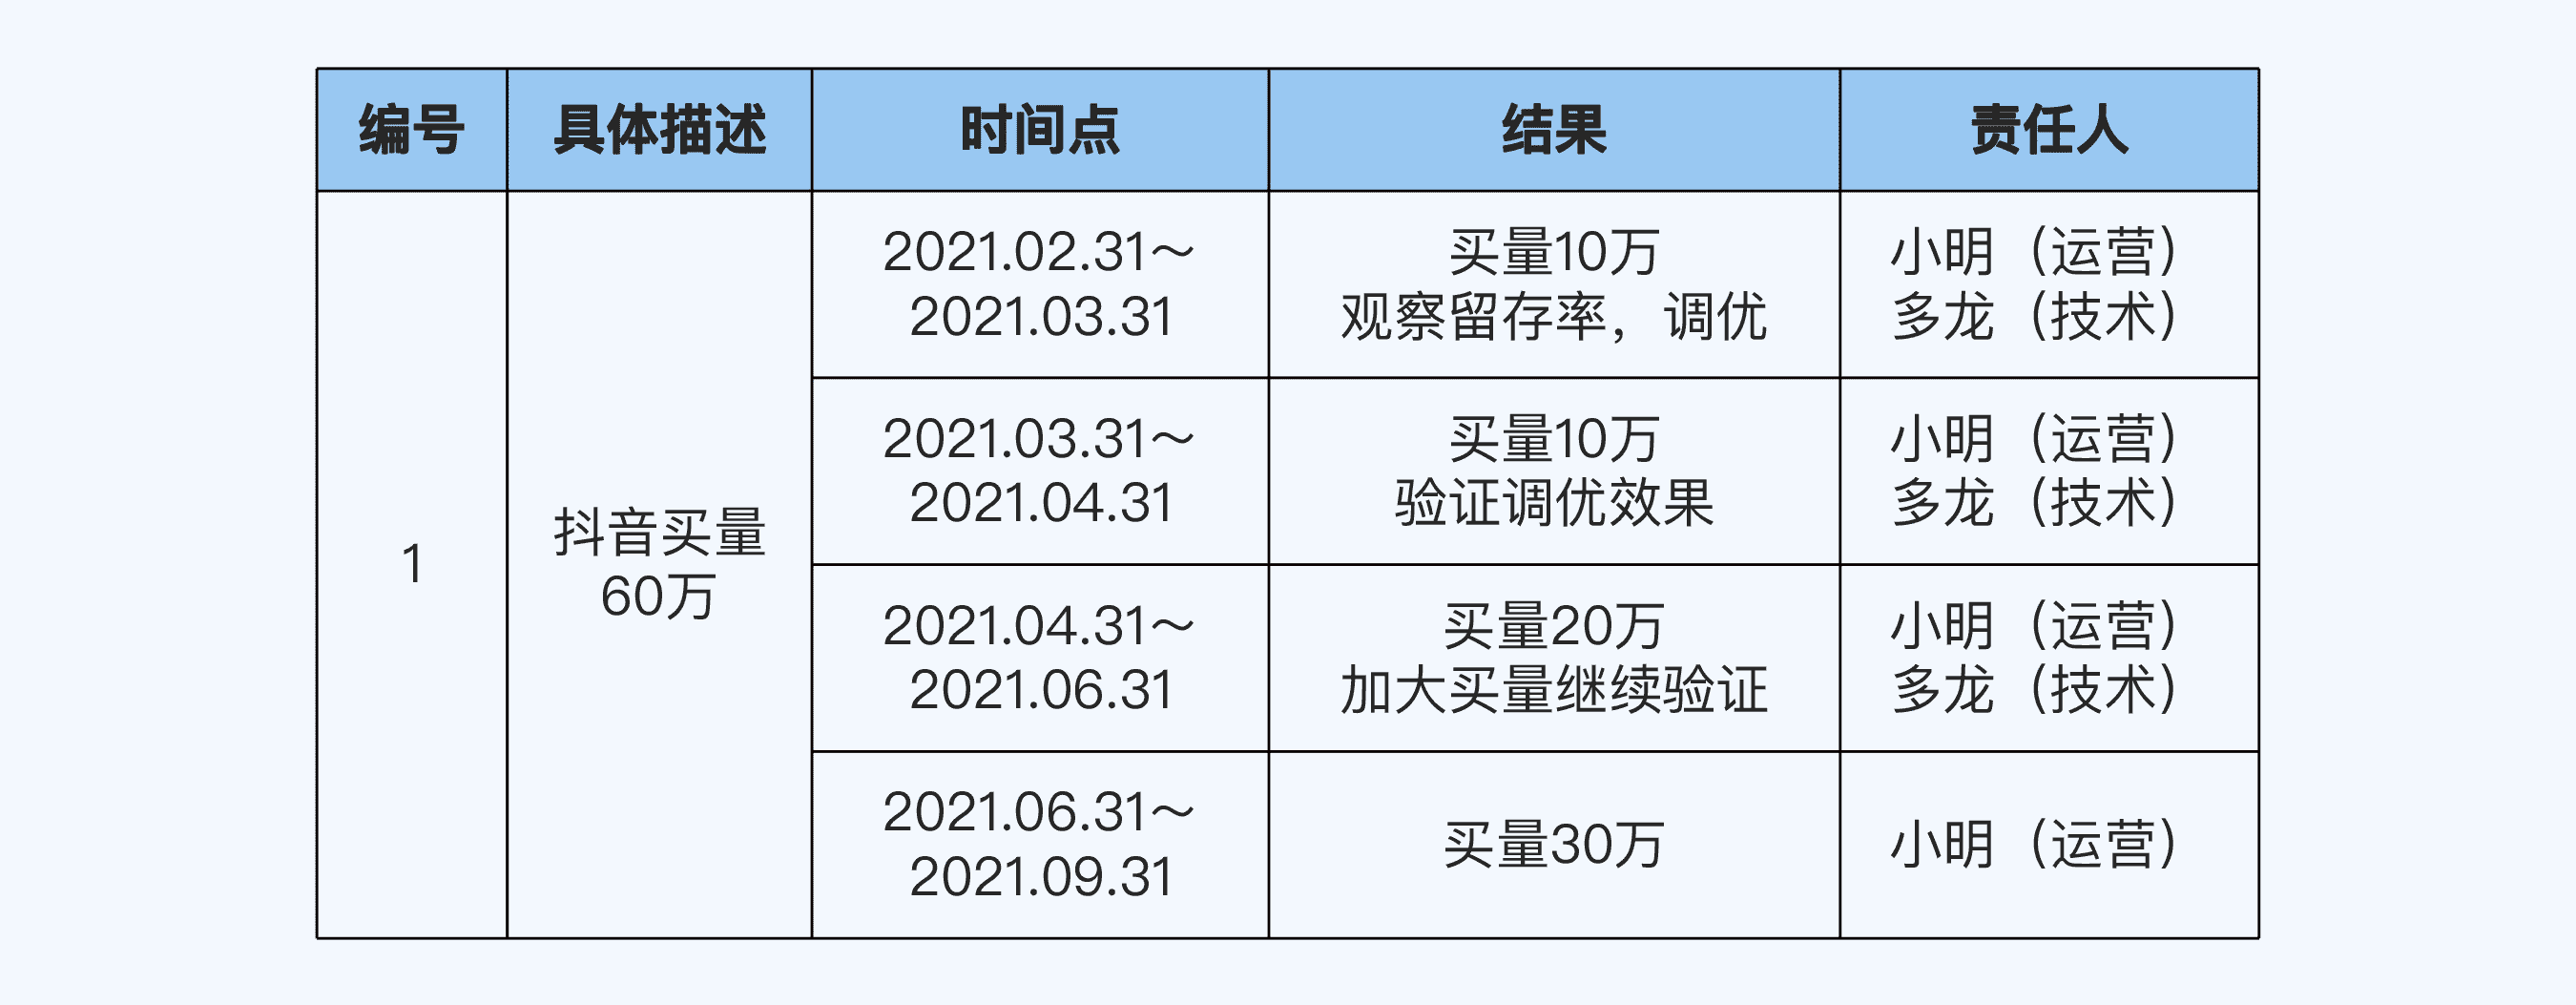 编号 具体描述 时间点 结果 责任人
1
抖音买量
60万
2021.02.31～
2021.03.31
买量10万
观察留存率，调优
小明（运营）
多龙（技术）
2021.03.31～
2021.04.31
买量10万
验证调优效果
小明（运营）
多龙（技术）
2021.04.31～
2021.06.31
买量20万
加大买量继续验证
小明（运营）
多龙（技术）
2021.06.31～
2021.09.31
买量30万
小明（运营）